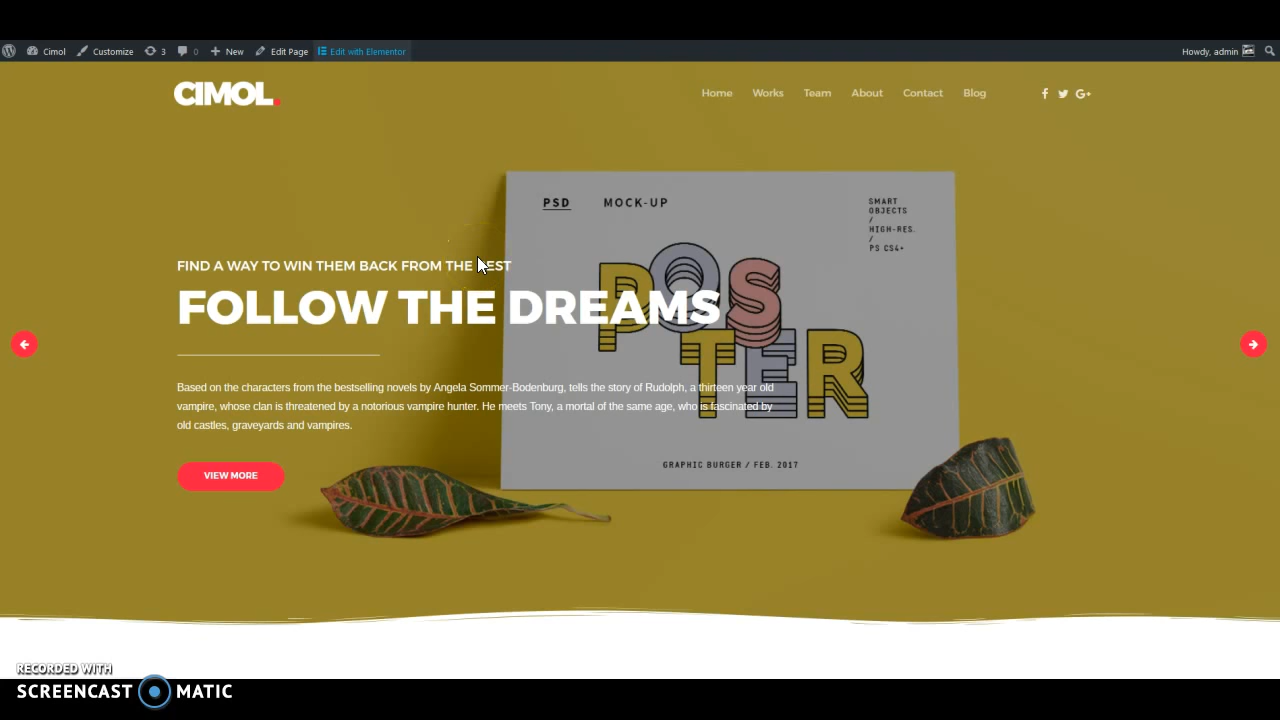 Cimol Customize 3 0 New Edit Page Edit with Elementor Howdy, admin
CIMOL.
Home Works Team About Contact Blog
PSD MOCK-UP
SMART
OBJECTS
/
HIGH-RES.
/
PS CS4+
POS
TER
GRAPHIC BURGER / FEB. 2017
FIND A WAY TO WIN THEM BACK FROM THE BEST
FOLLOW THE DREAMS
Based on the characters from the bestselling novels by Angela Sommer-Bodenburg, tells the story of Rudolph, a thirteen year old
vampire, whose clan is threatened by a notorious vampire hunter. He meets Tony, a mortal of the same age, who is fascinated by
old castles, graveyards and vampires.
VIEW MORE
RECORDED WITH
SCREENCAST MATIC